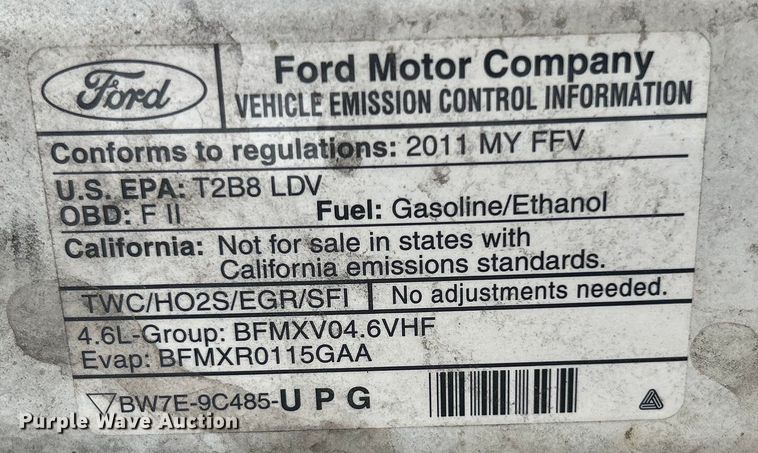 Ford
Ford Motor Company
VEHICLE EMISSION CONTROL INFORMATION
Conforms to regulations: 2011 MY FFV
U.S. EPA: T2B8 LDV
OBD: F II Fuel: Gasoline/Ethanol
California: Not for sale in states with
California emissions standards.
TWC/HO2S/EGR/SFI No adjustments needed.
4.6L-Group: BFMXV04.6VHF
Evap: BFMXR0115GAA
BW7E-9C485-U P G
Purple Wave Auction